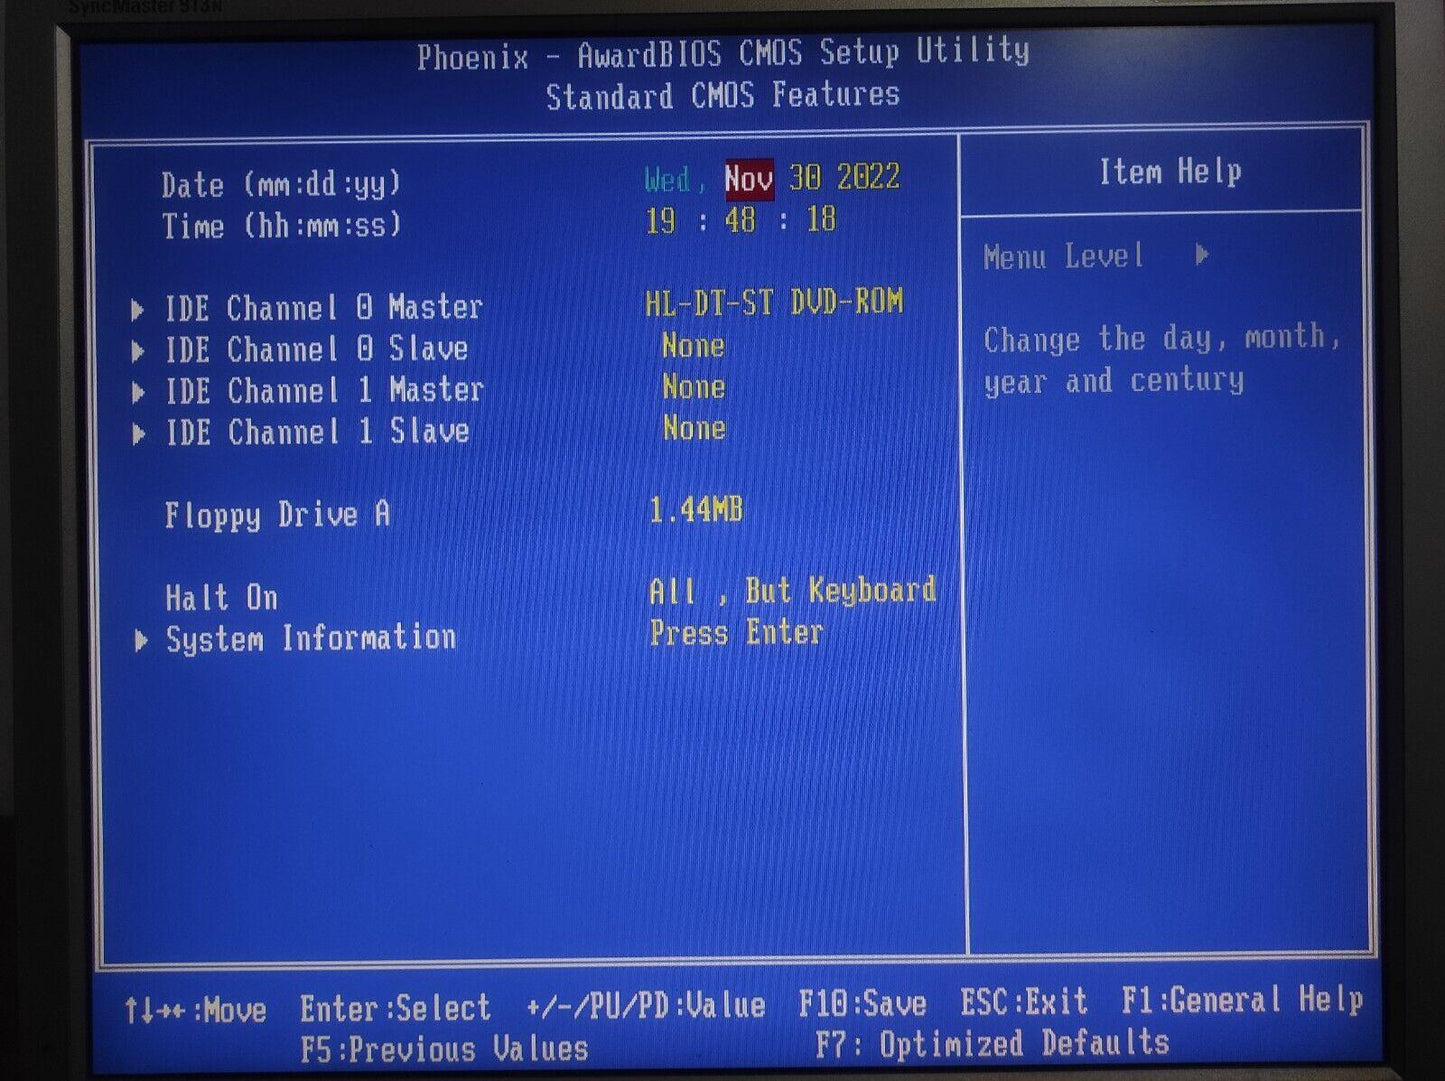 SyncMaster 913N
Phoenix - AwardBIOS CMOS Setup Utility
Standard CMOS Features
Date (mm:dd:yy) Wed, Nov 30 2022
Time (hh:mm:ss) 19 : 48 : 18
▶ IDE Channel 0 Master HL-DT-ST DVD-ROM
▶ IDE Channel 0 Slave None
▶ IDE Channel 1 Master None
▶ IDE Channel 1 Slave None
Floppy Drive A 1.44MB
Halt On All , But Keyboard
▶ System Information Press Enter
Item Help
Menu Level ▶
Change the day, month,
year and century
↑↓→←:Move Enter:Select +/-/PU/PD:Value F10:Save ESC:Exit F1:General Help
F5:Previous Values F7: Optimized Defaults